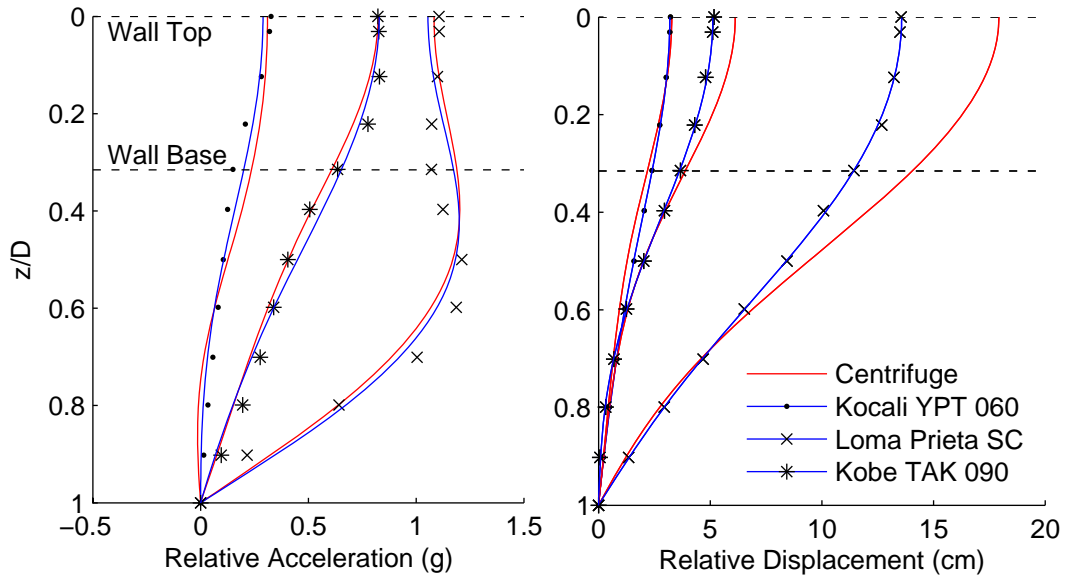 0
0.2
0.4
0.6
0.8
1
z/D
Wall Top
Wall Base
−0.5
0
0.5
1
1.5
Relative Acceleration (g)
0
0.2
0.4
0.6
0.8
1
Centrifuge
Kocali YPT 060
Loma Prieta SC
Kobe TAK 090
0
5
10
15
20
Relative Displacement (cm)